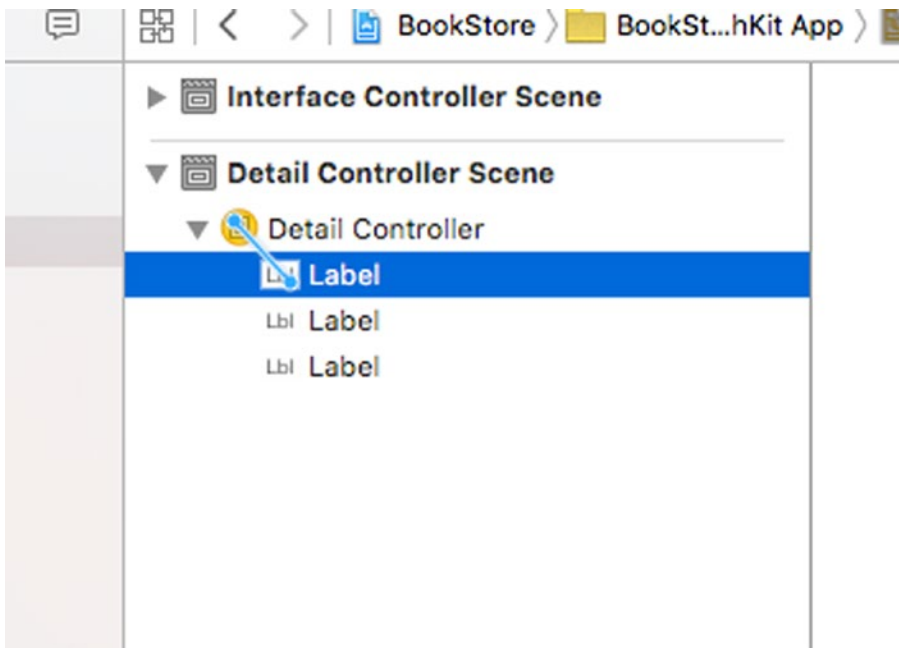 BookStore BookSt...hKit App
Interface Controller Scene
Detail Controller Scene
Detail Controller
Label
Lbl Label
Lbl Label